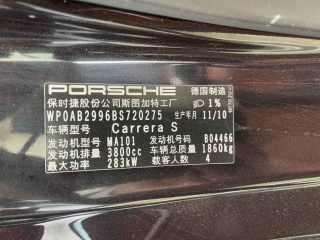 PORSCHE 德国制造
保时捷股份公司斯图加特工厂 1%
WP0AB2996BS720275 生产年月 11/10
车辆型号 Carrera S
发动机型号 MA101 发动机号码 B04466
发动机排量 3800cc 车辆总质量 1860kg
最大功率 283kW 载客人数 4